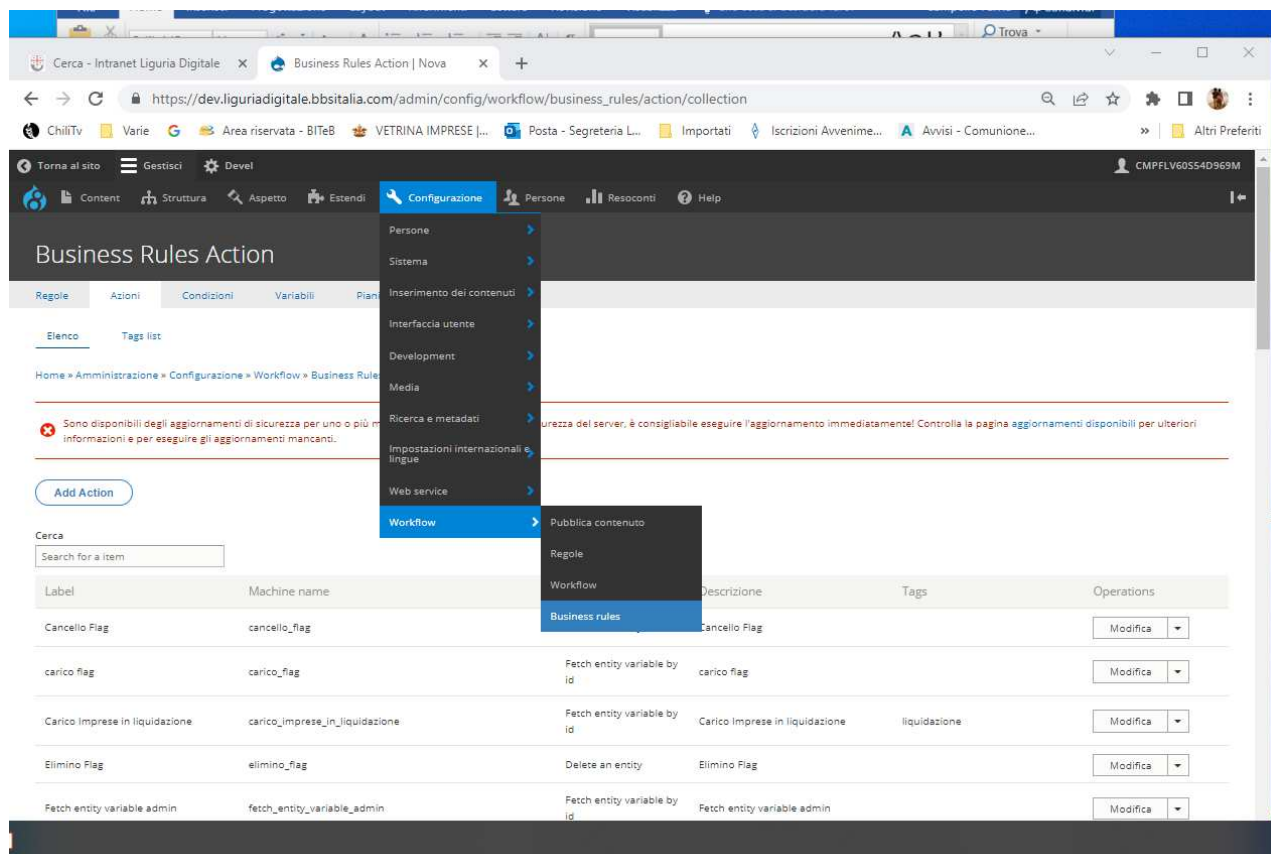 Trova
Cerca - Intranet Liguria Digitale
Business Rules Action | Nova
https://dev.liguriadigitale.bbsitalia.com/admin/config/workflow/business_rules/action/collection
ChiliTv Varie Area riservata - BITeB VETRINA IMPRESE |... Posta - Segreteria L... Importati Iscrizioni Avvenime... Avvisi - Comunione... » Altri Preferiti
Torna al sito Gestisci Devel CMPFLV60S54D969M
Content Struttura Aspetto Estendi Configurazione Persone Resoconti Help
Business Rules Action
Persone
Sistema
Inserimento dei contenuti
Interfaccia utente
Development
Media
Ricerca e metadati
Impostazioni internazionali e
lingue
Web service
Workflow
Pubblica contenuto
Regole
Workflow
Business rules
Regole Azioni Condizioni Variabili Piani
Elenco Tags list
Home » Amministrazione » Configurazione » Workflow » Business Rule
Sono disponibili degli aggiornamenti di sicurezza per uno o più m urezza del server, è consigliabile eseguire l'aggiornamento immediatamente! Controlla la pagina aggiornamenti disponibili per ulteriori
informazioni e per eseguire gli aggiornamenti mancanti.
Add Action
Cerca
Search for a item
Label Machine name Descrizione Tags Operations
Cancello Flag cancello_flag Cancello Flag Modifica
carico flag carico_flag Fetch entity variable by id carico flag Modifica
Carico Imprese in liquidazione carico_imprese_in_liquidazione Fetch entity variable by id Carico Imprese in liquidazione liquidazione Modifica
Elimino Flag elimino_flag Delete an entity Elimino Flag Modifica
Fetch entity variable admin fetch_entity_variable_admin Fetch entity variable by id Fetch entity variable admin Modifica